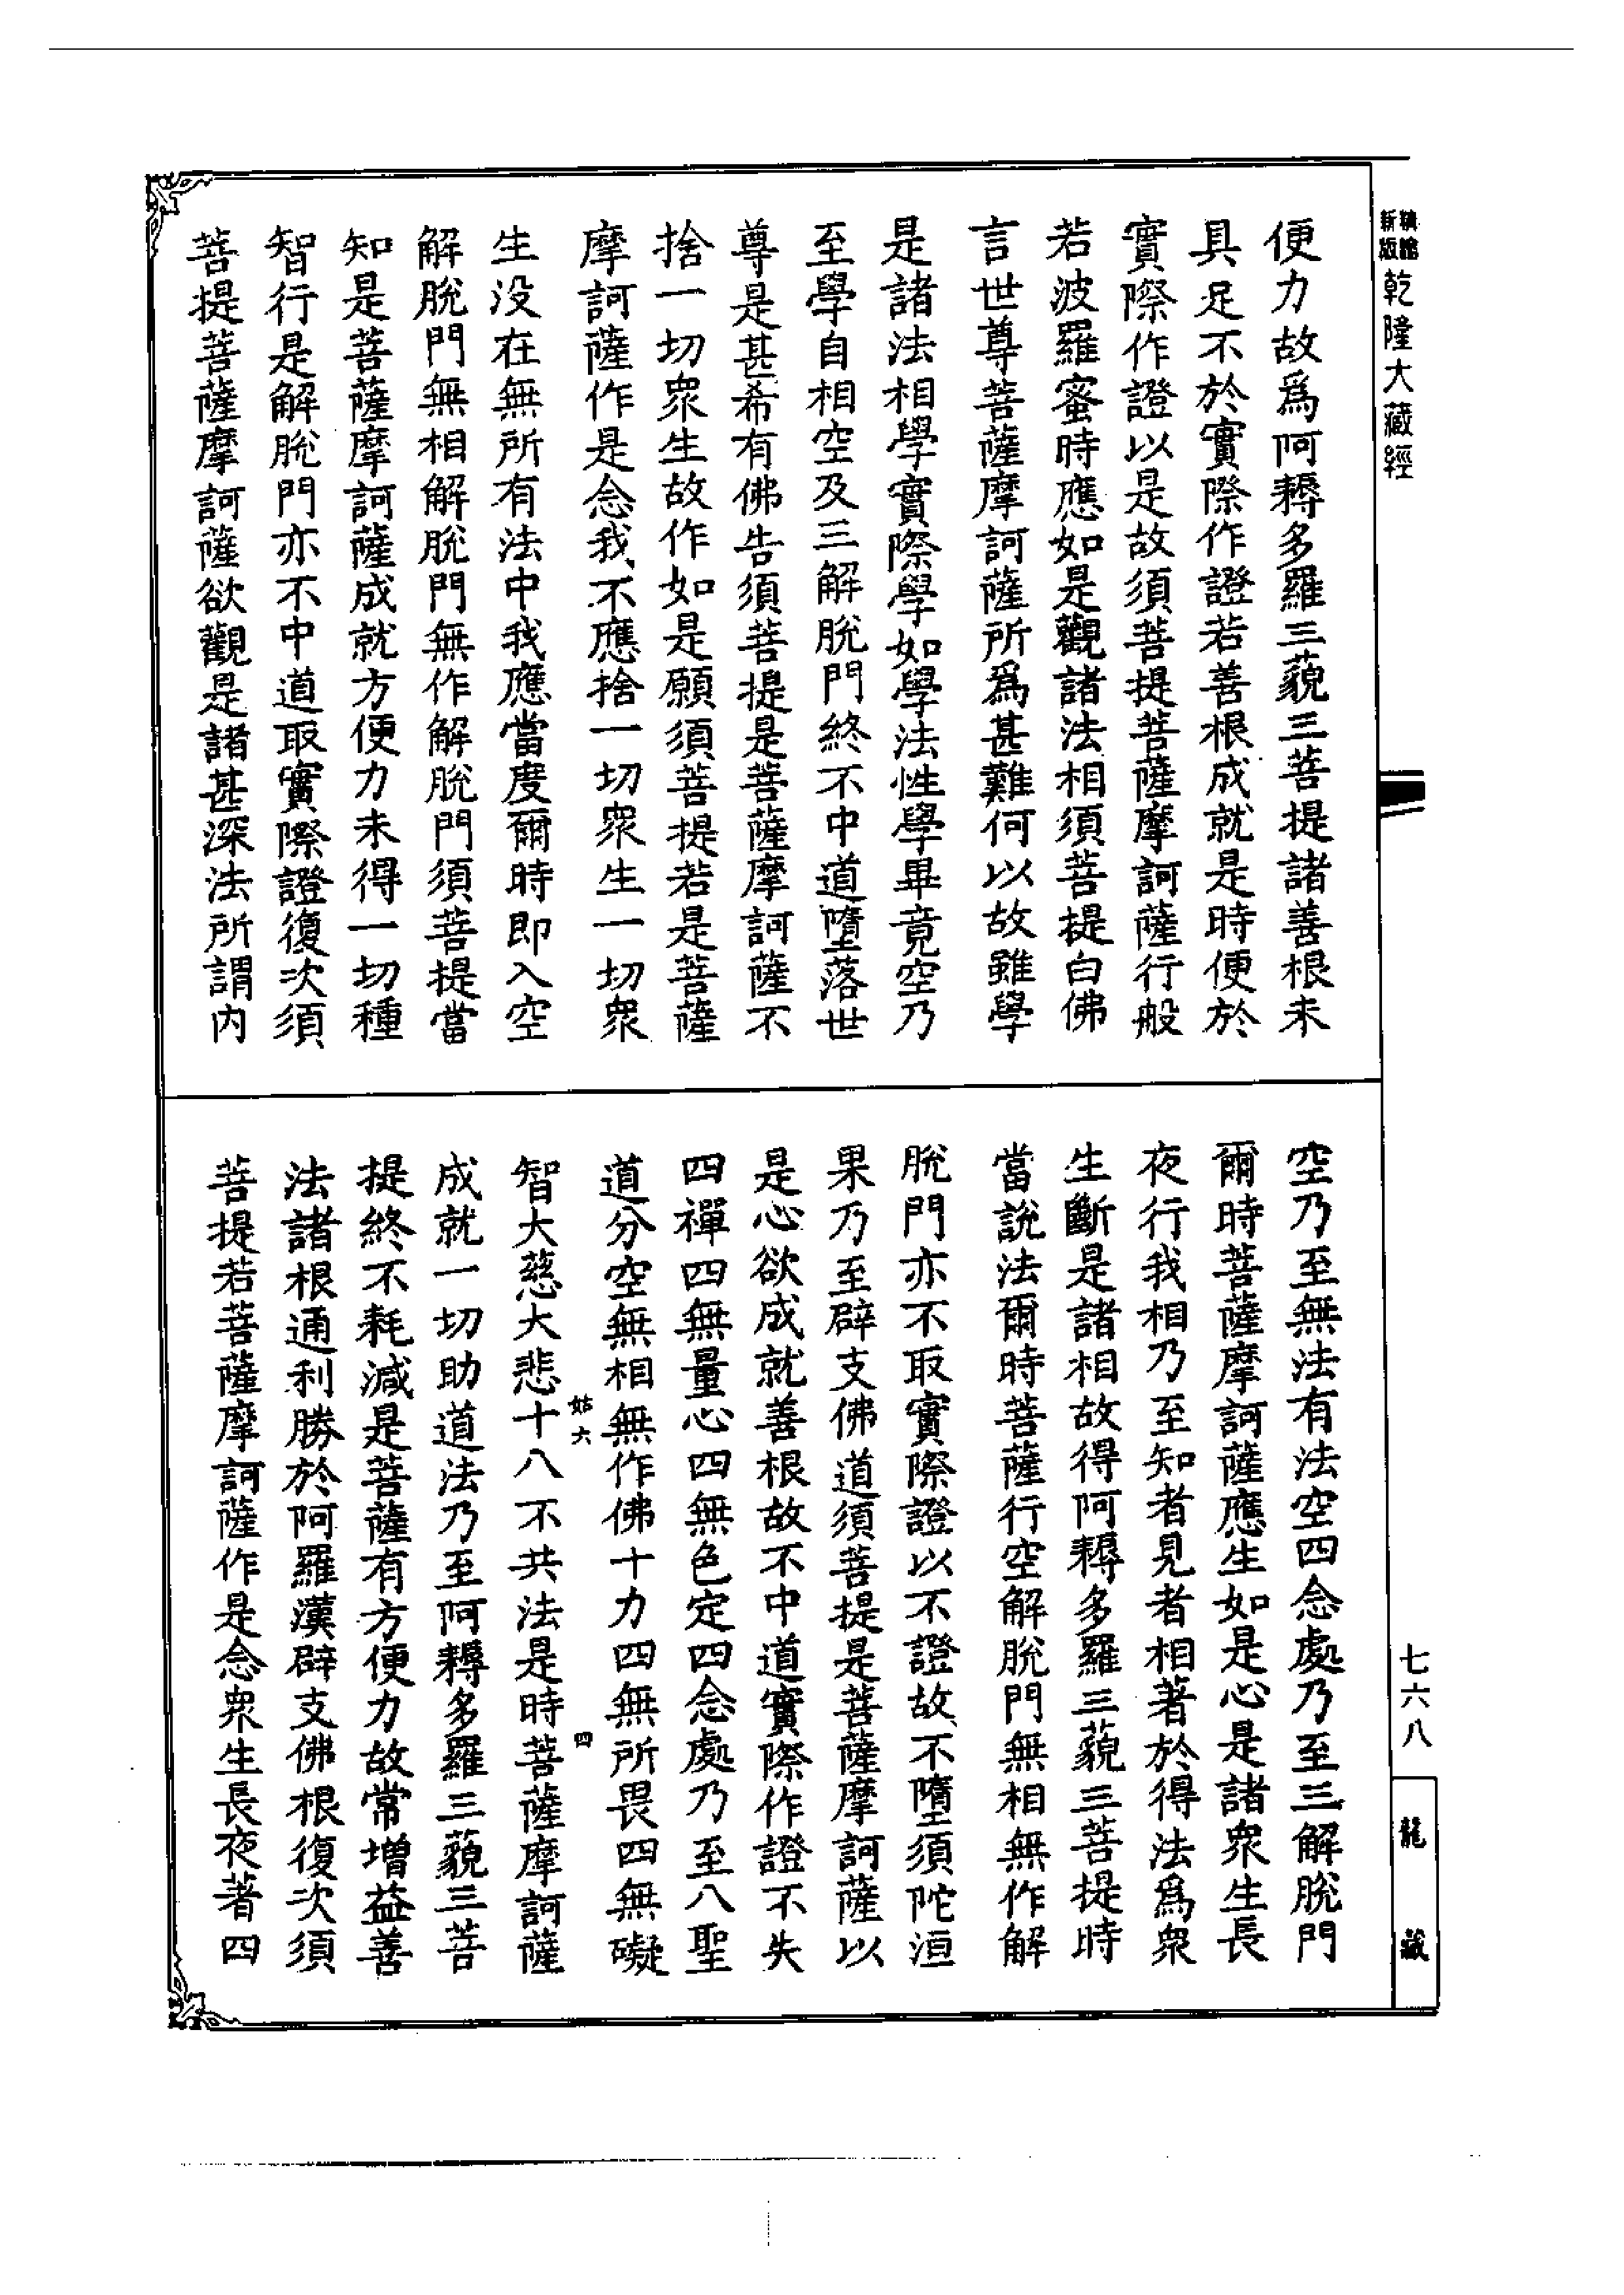 新版
精縮
乾隆大藏經
便力故爲阿耨多羅三藐三菩提諸善根未
具足不於實際作證若善根成就是時便於
實際作證以是故須菩提菩薩摩訶薩行般
若波羅蜜時應如是觀諸法相須菩提白佛
言世尊菩薩摩訶薩所爲甚難何以故雖學
是諸法相學實際學如學法性學畢竟空乃
至學自相空及三解脫門終不中道墮落世
尊是甚希有佛告須菩提是菩薩摩訶薩不
捨一切衆生故作如是願須菩提若是菩薩
摩訶薩作是念我不應捨一切衆生一切衆
生没在無所有法中我應當度爾時即入空
解脫門無相解脫門無作解脫門須菩提當
知是菩薩摩訶薩成就方便力未得一切種
智行是解脫門亦不中道取實際證復次須
菩提菩薩摩訶薩欲觀是諸甚深法所謂内
空乃至無法有法空四念處乃至三解脫門
爾時菩薩摩訶薩應生如是心是諸衆生長
夜行我相乃至知者見者相著於得法爲衆
生斷是諸相故得阿耨多羅三藐三菩提時
當說法爾時菩薩行空解脫門無相無作解
脫門亦不取實際證以不證故不墮須陀洹
果乃至辟支佛道須菩提是菩薩摩訶薩以
是心欲成就善根故不中道實際作證不失
四禪四無量心四無色定四念處乃至八聖
道分空無相無作佛十力四無所畏四無礙
姑六
四
智大慈大悲十八不共法是時菩薩摩訶薩
成就一切助道法乃至阿耨多羅三藐三菩
提終不耗減是菩薩有方便力故常增益善
法諸根通利勝於阿羅漢辟支佛根復次須
菩提若菩薩摩訶薩作是念衆生長夜著四
七六八
龍藏